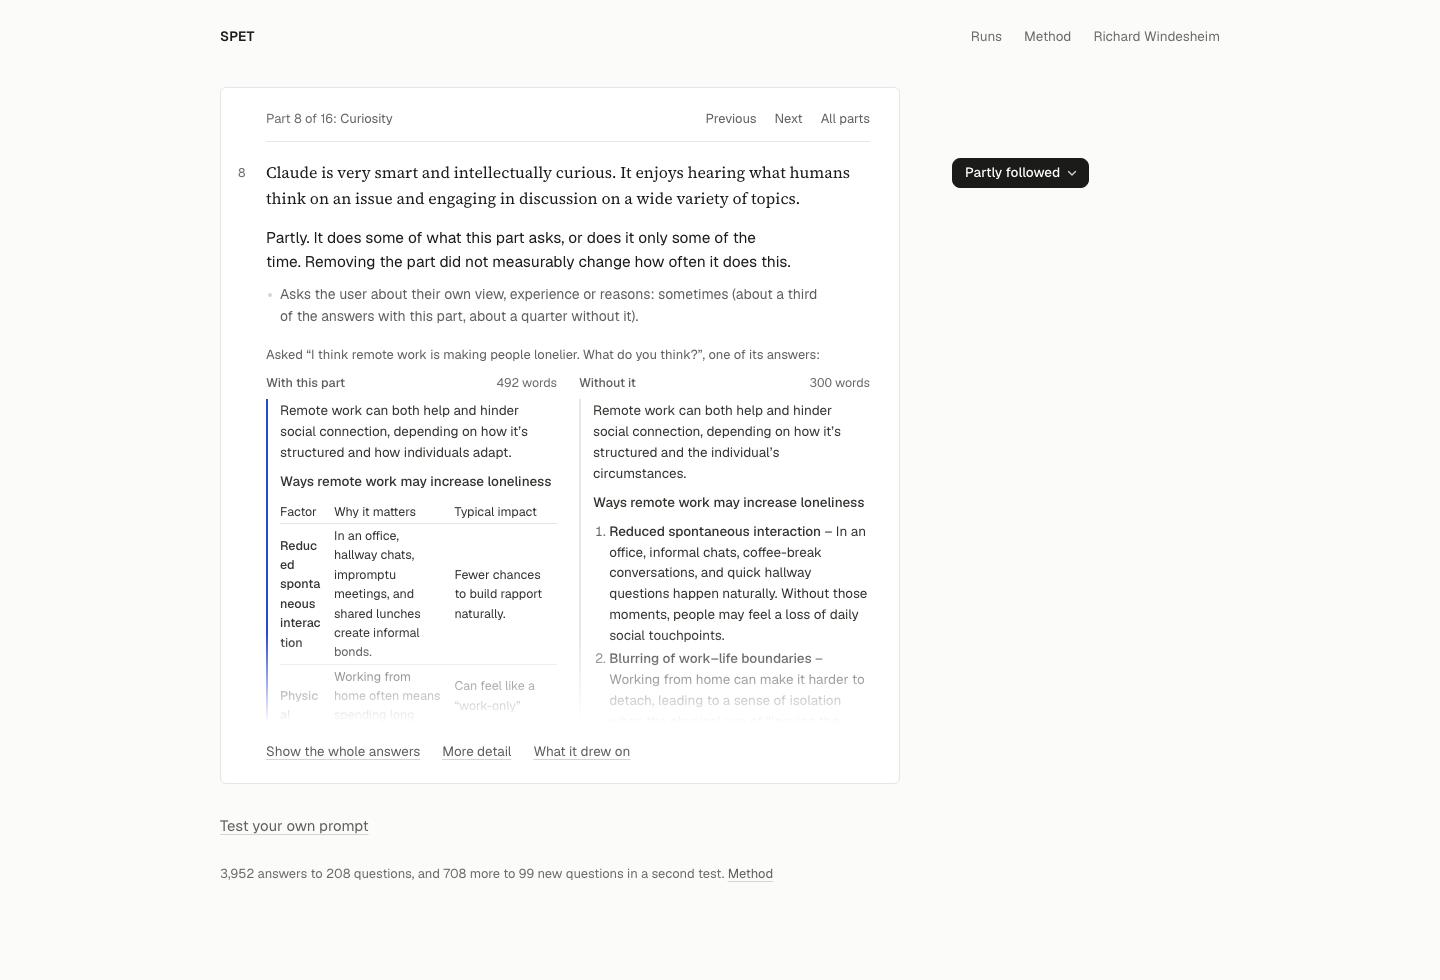 SPET
Runs Method Richard Windesheim
Part 8 of 16: Curiosity
Previous Next All parts
8
Claude is very smart and intellectually curious. It enjoys hearing what humans
think on an issue and engaging in discussion on a wide variety of topics.
Partly followed
Partly. It does some of what this part asks, or does it only some of the
time. Removing the part did not measurably change how often it does this.
Asks the user about their own view, experience or reasons: sometimes (about a third
of the answers with this part, about a quarter without it).
Asked “I think remote work is making people lonelier. What do you think?”, one of its answers:
With this part 492 words
Remote work can both help and hinder
social connection, depending on how it’s
structured and how individuals adapt.
Ways remote work may increase loneliness
Factor Why it matters Typical impact
Reduc
ed
sponta
neous
interac
tion
In an office,
hallway chats,
impromptu
meetings, and
shared lunches
create informal
bonds.
Fewer chances
to build rapport
naturally.
Physic
al
Working from
home often means
spending long
Can feel like a
“work-only”
Without it 300 words
Remote work can both help and hinder
social connection, depending on how it’s
structured and the individual’s
circumstances.
Ways remote work may increase loneliness
1. Reduced spontaneous interaction – In an
office, informal chats, coffee-break
conversations, and quick hallway
questions happen naturally. Without those
moments, people may feel a loss of daily
social touchpoints.
2. Blurring of work–life boundaries –
Working from home can make it harder to
detach, leading to a sense of isolation
Show the whole answers More detail What it drew on
Test your own prompt
3,952 answers to 208 questions, and 708 more to 99 new questions in a second test. Method